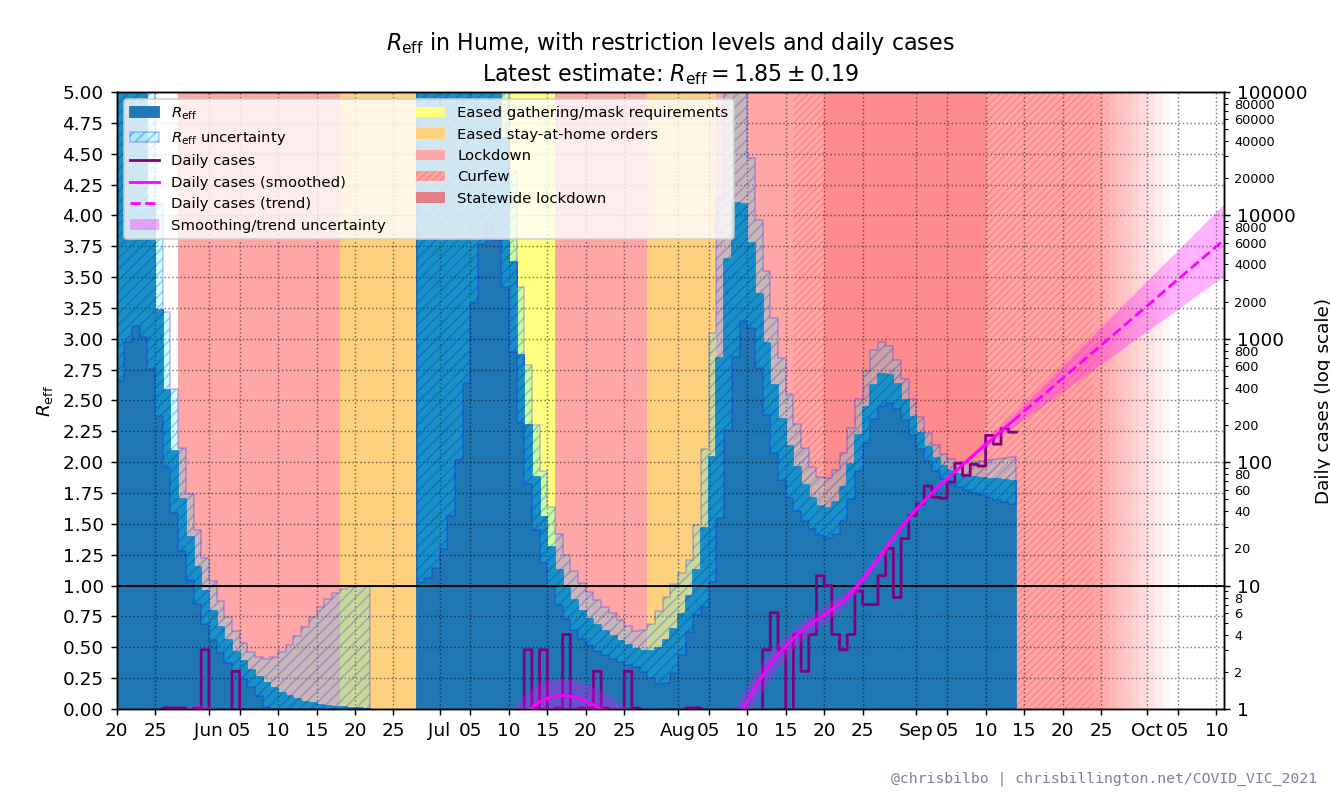 R_eff in Hume, with restriction levels and daily cases
Latest estimate: R_eff = 1.85 ± 0.19
R_eff
R_eff uncertainty
Daily cases
Daily cases (smoothed)
Daily cases (trend)
Smoothing/trend uncertainty
Eased gathering/mask requirements
Eased stay-at-home orders
Lockdown
Curfew
Statewide lockdown
R_eff
5.00
4.75
4.50
4.25
4.00
3.75
3.50
3.25
3.00
2.75
2.50
2.25
2.00
1.75
1.50
1.25
1.00
0.75
0.50
0.25
0.00
100000
80000
60000
40000
20000
10000
8000
6000
4000
2000
1000
800
600
400
200
100
80
60
40
20
10
8
6
4
2
1
Daily cases (log scale)
20 25 Jun 05 10 15 20 25 Jul 05 10 15 20 25 Aug 05 10 15 20 25 Sep 05 10 15 20 25 Oct 05 10
@chrisbilbo | chrisbillington.net/COVID_VIC_2021